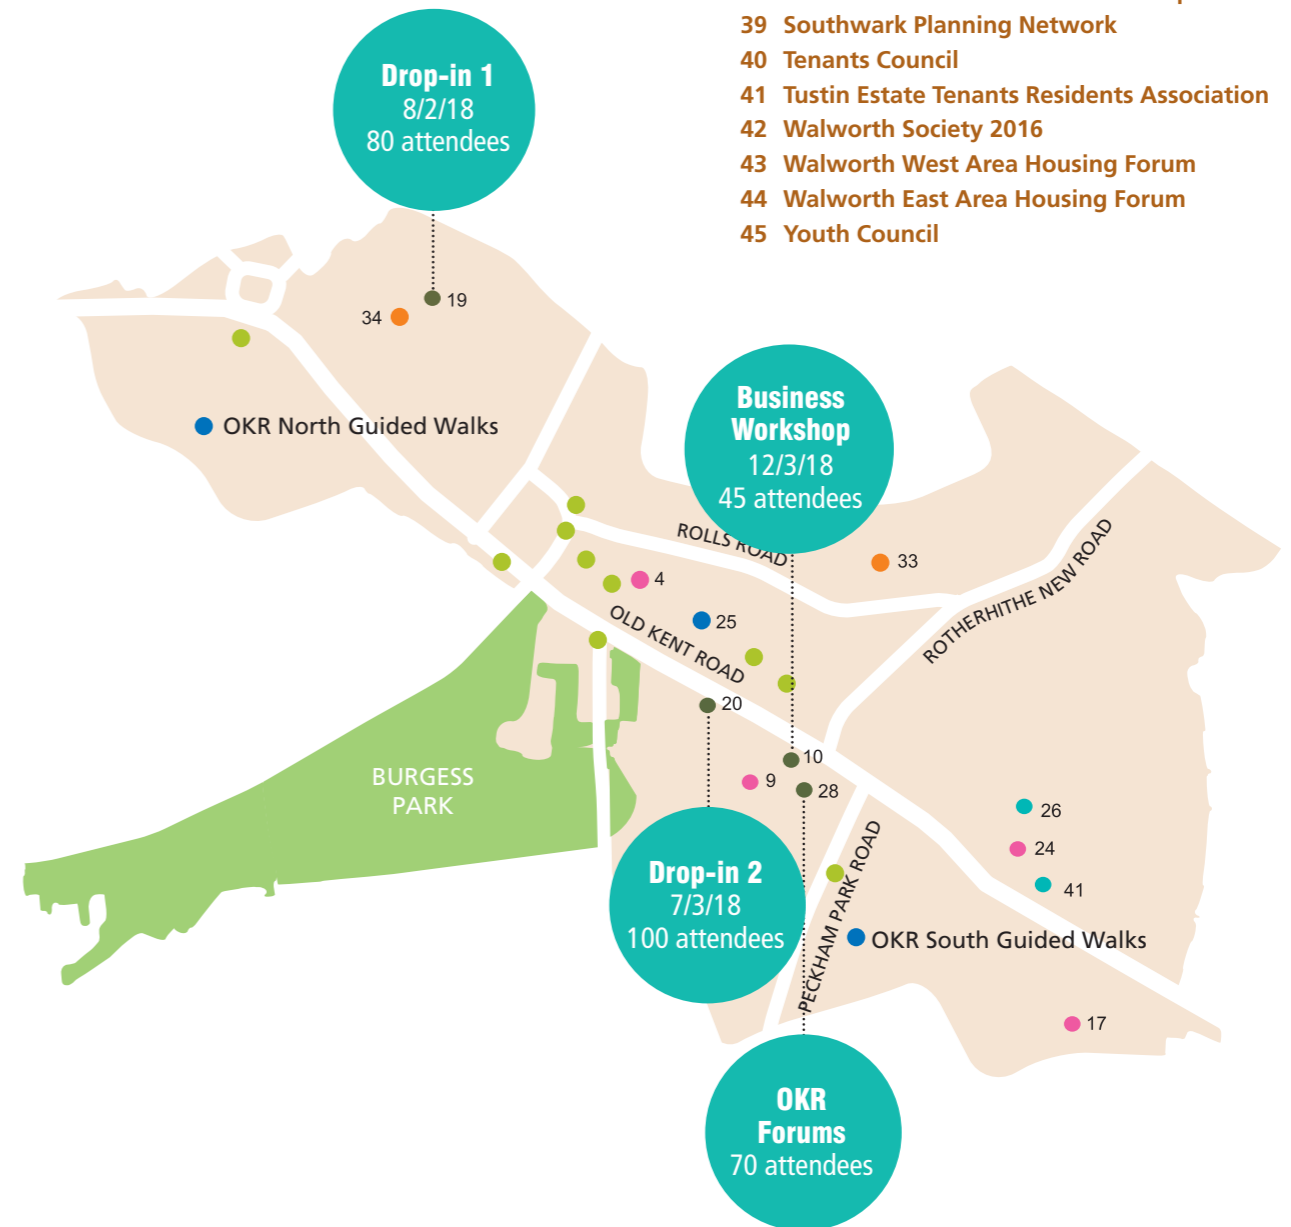 39 Southwark Planning Network
40 Tenants Council
41 Tustin Estate Tenants Residents Association
42 Walworth Society 2016
43 Walworth West Area Housing Forum
44 Walworth East Area Housing Forum
45 Youth Council
Drop-in 1
8/2/18
80 attendees
19
34
OKR North Guided Walks
Business
Workshop
12/3/18
45 attendees
ROLLS ROAD
33
ROTHERHITHE NEW ROAD
4
25
OLD KENT ROAD
20
10
9
28
BURGESS
PARK
26
24
41
Drop-in 2
7/3/18
100 attendees
PECKHAM PARK ROAD
OKR South Guided Walks
17
OKR
Forums
70 attendees